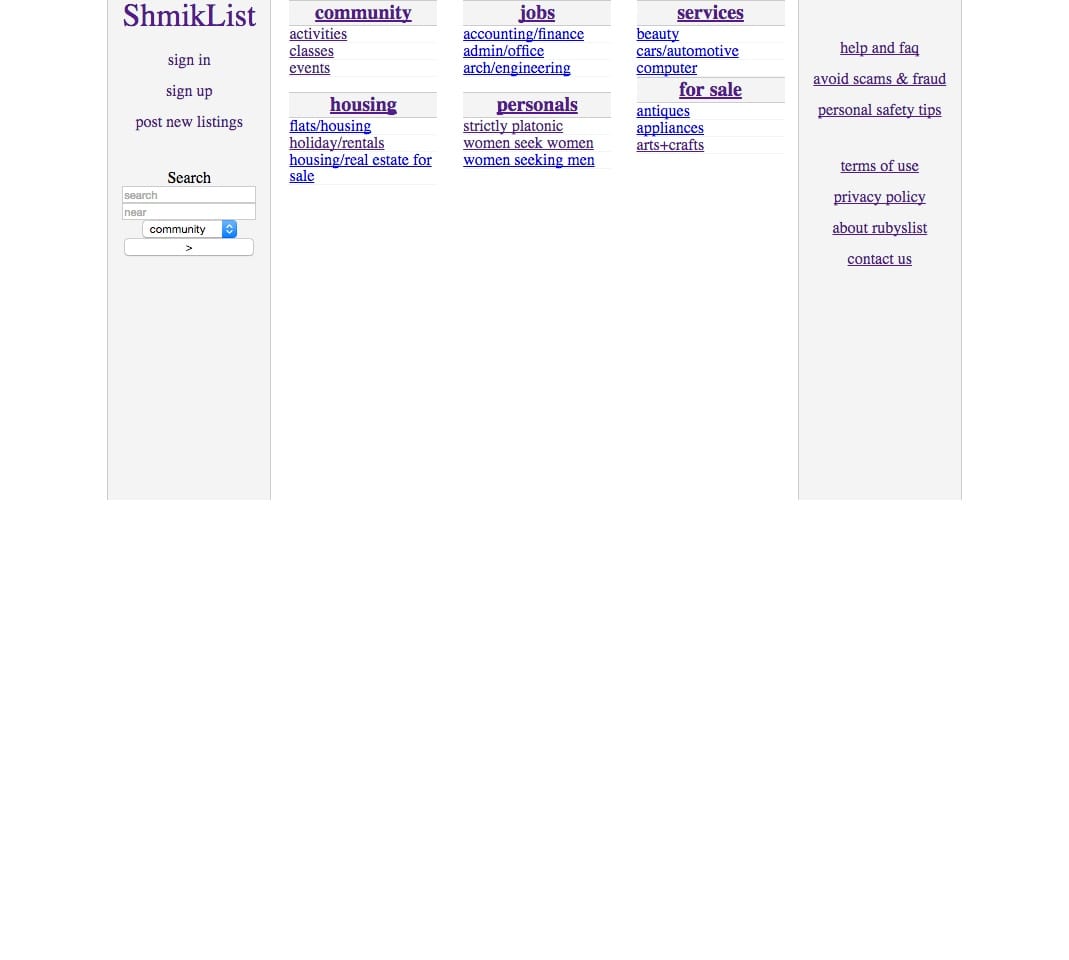 ShmikList
sign in
sign up
post new listings
Search
search
near
community
>
community
activities
classes
events
housing
flats/housing
holiday/rentals
housing/real estate for
sale
jobs
accounting/finance
admin/office
arch/engineering
personals
strictly platonic
women seek women
women seeking men
services
beauty
cars/automotive
computer
for sale
antiques
appliances
arts+crafts
help and faq
avoid scams & fraud
personal safety tips
terms of use
privacy policy
about rubyslist
contact us